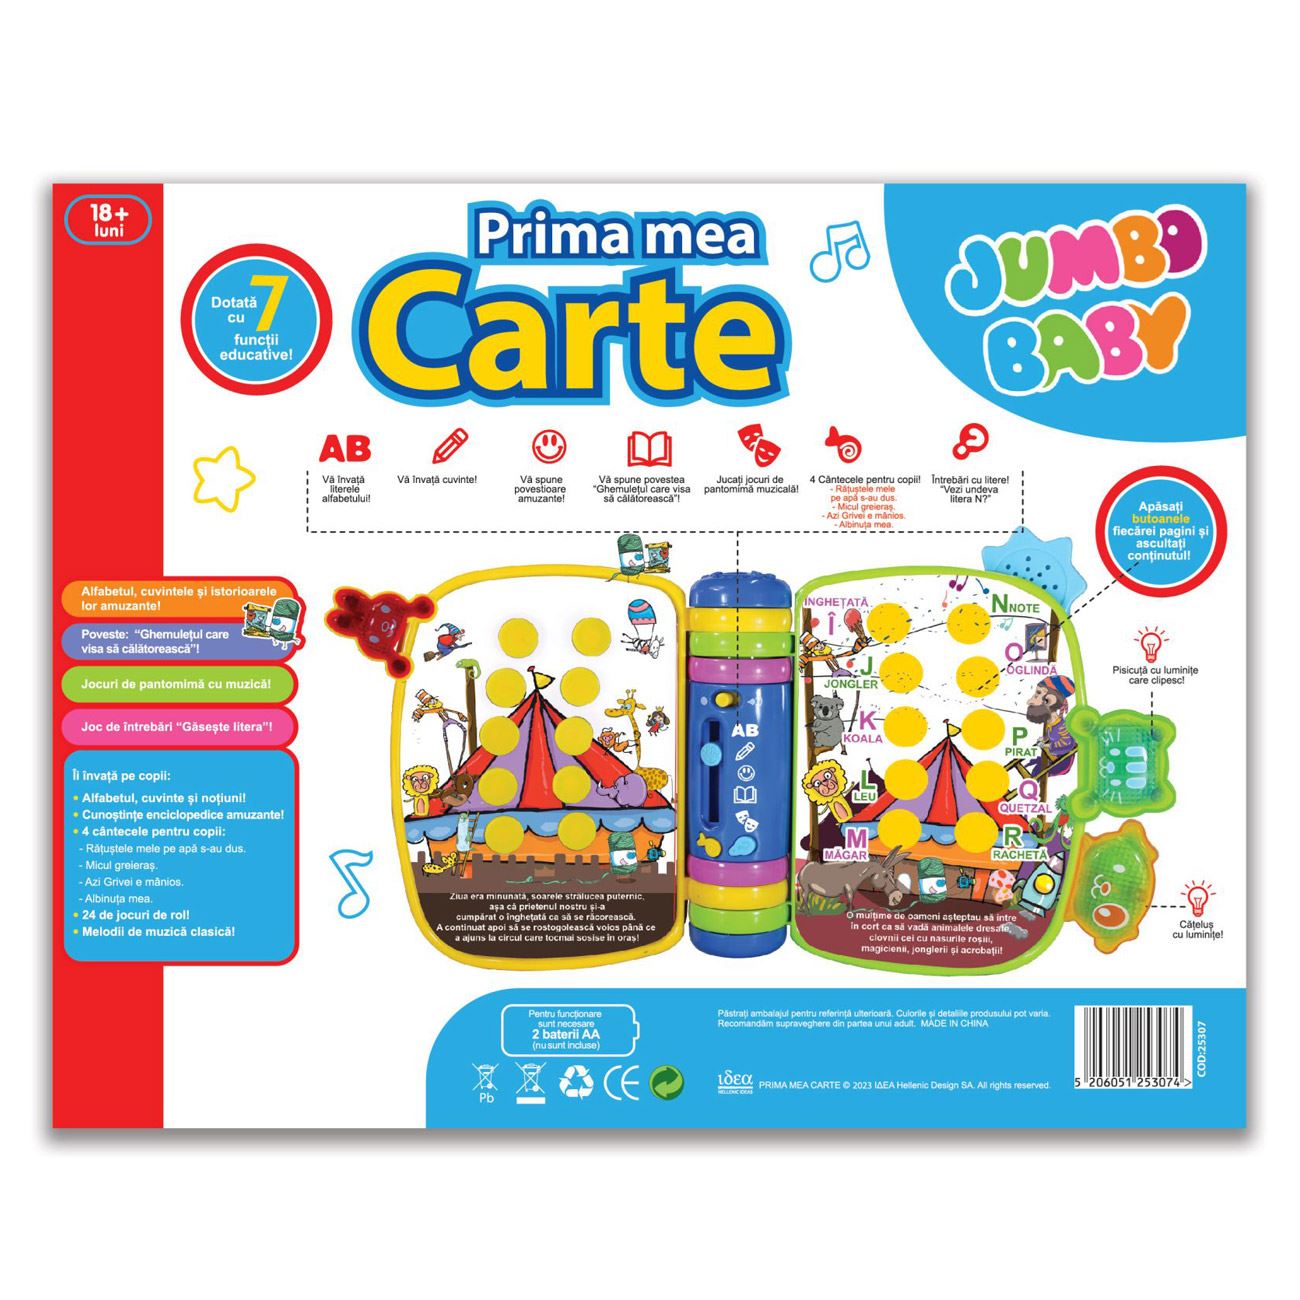 18+
luni
Dotată
cu 7
funcții
educative!
Prima mea
Carte
JUMBO
BABY
AB
Vă învață
literele
alfabetului!
Vă învață cuvinte!
Vă spune
povestioare
amuzante!
Vă spune povestea
"Ghemulețul care visa
să călătorească"!
Jucați jocuri de
pantomimă muzicală!
4 Cântecele pentru copii!
- Rățuștele mele
pe apă s-au dus.
- Micul greieraș.
- Azi Grivei e mânios.
- Albinuța mea.
Întrebări cu litere!
"Vezi undeva
litera N?"
Apăsați
butoanele
fiecărei pagini și
ascultați
conținutul!
Alfabetul, cuvintele și istorioarele
lor amuzante!
Poveste: "Ghemulețul care
visa să călătorească"!
Jocuri de pantomimă cu muzică!
Joc de întrebări "Găsește litera"!
Îi învață pe copii:
• Alfabetul, cuvinte și noțiuni!
• Cunoștințe enciclopedice amuzante!
• 4 cântecele pentru copii:
- Rățuștele mele pe apă s-au dus.
- Micul greieraș.
- Azi Grivei e mânios.
- Albinuța mea.
• 24 de jocuri de rol!
• Melodii de muzică clasică!
AB
ÎNGHEȚATĂ
Î
N NOTE
O
OGLINDĂ
J
JONGLER
K
KOALA
P
PIRAT
L
LEU
Q
QUETZAL
M
MĂGAR
R
RACHETĂ
Pisicuță cu luminițe
care clipesc!
Cățeluș
cu luminițe!
Ziua era minunată, soarele strălucea puternic,
așa că prietenul nostru și-a
cumpărat o înghețată ca să se răcorească.
A continuat apoi să se rostogolească voios până ce
a ajuns la circul care tocmai sosise în oraș!
O mulțime de oameni așteptau să intre
în cort ca să vadă animalele dresate,
clovnii cei cu nasurile roșii,
magicienii, jonglerii și acrobații!
Pentru funcționare
sunt necesare
2 baterii AA
(nu sunt incluse)
Pb
CE
Păstrați ambalajul pentru referință ulterioară. Culorile și detaliile produsului pot varia.
Recomandăm supraveghere din partea unui adult. MADE IN CHINA
ιδεα
HELLENIC IDEAS
PRIMA MEA CARTE © 2023 IΔEA Hellenic Design SA. All rights reserved.
5 206051 253074 >
COD:25307